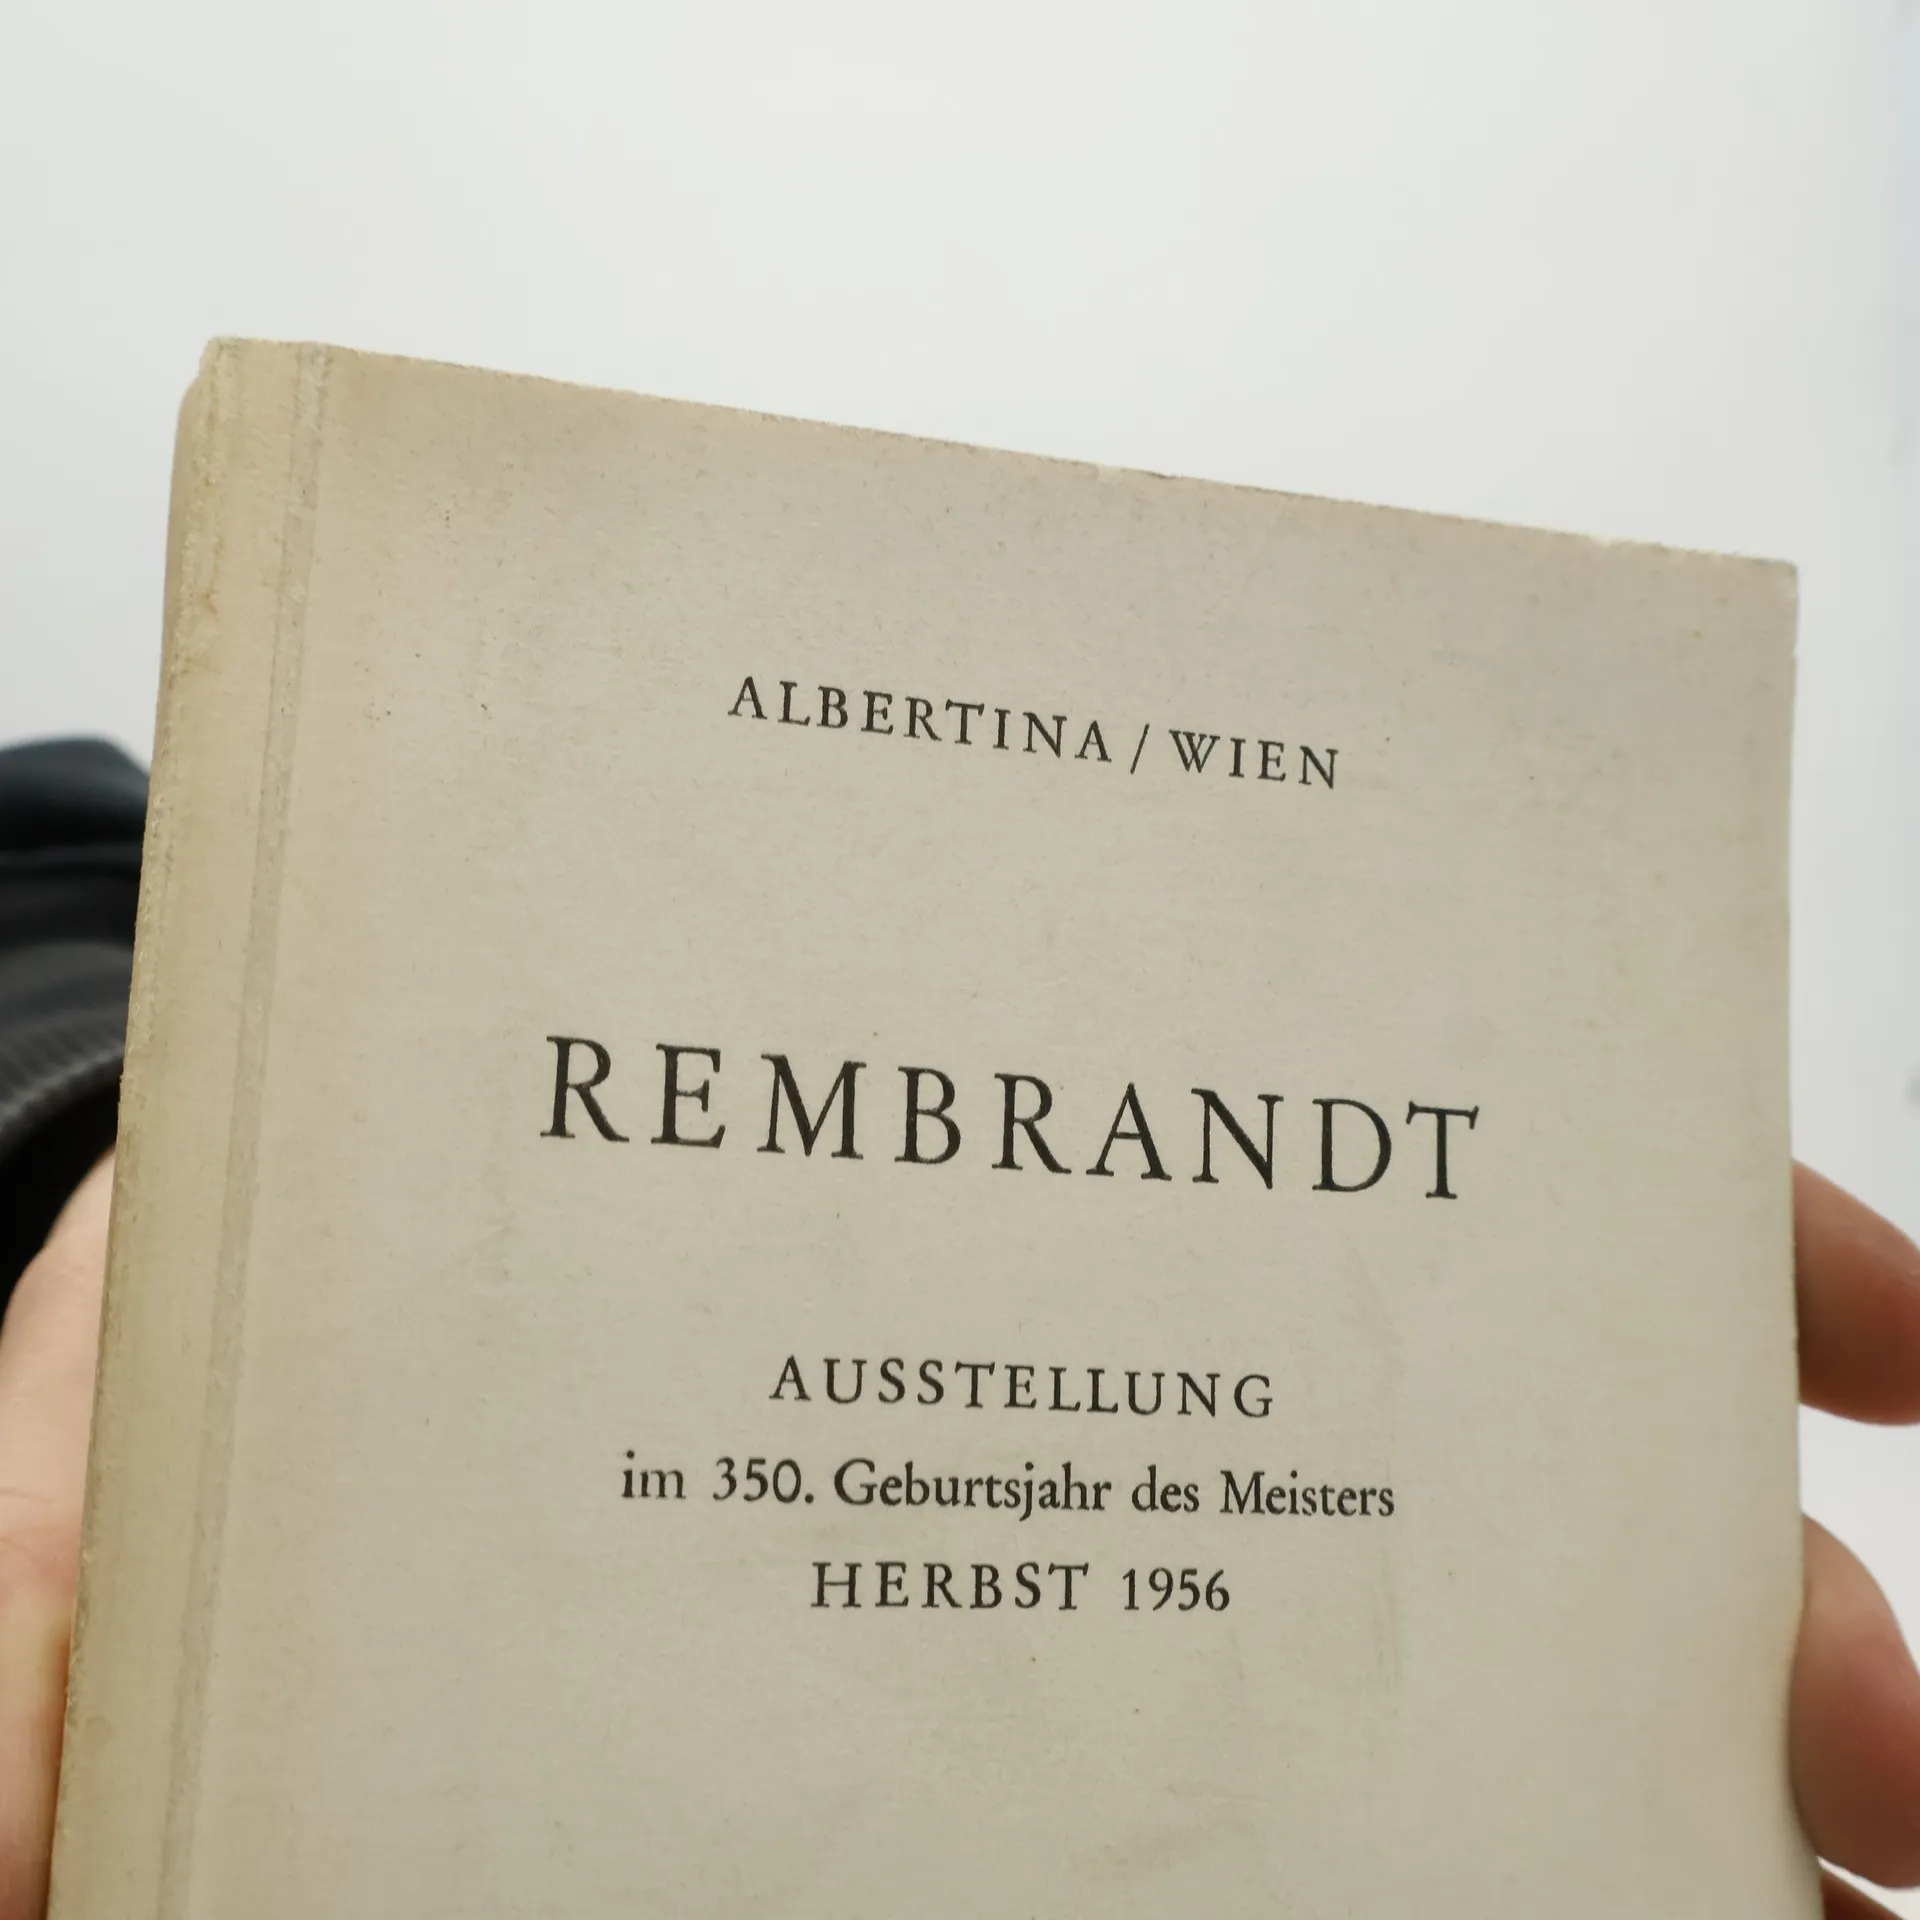 ALBERTINA / WIEN
REMBRANDT
AUSSTELLUNG
im 350. Geburtsjahr des Meisters
HERBST 1956